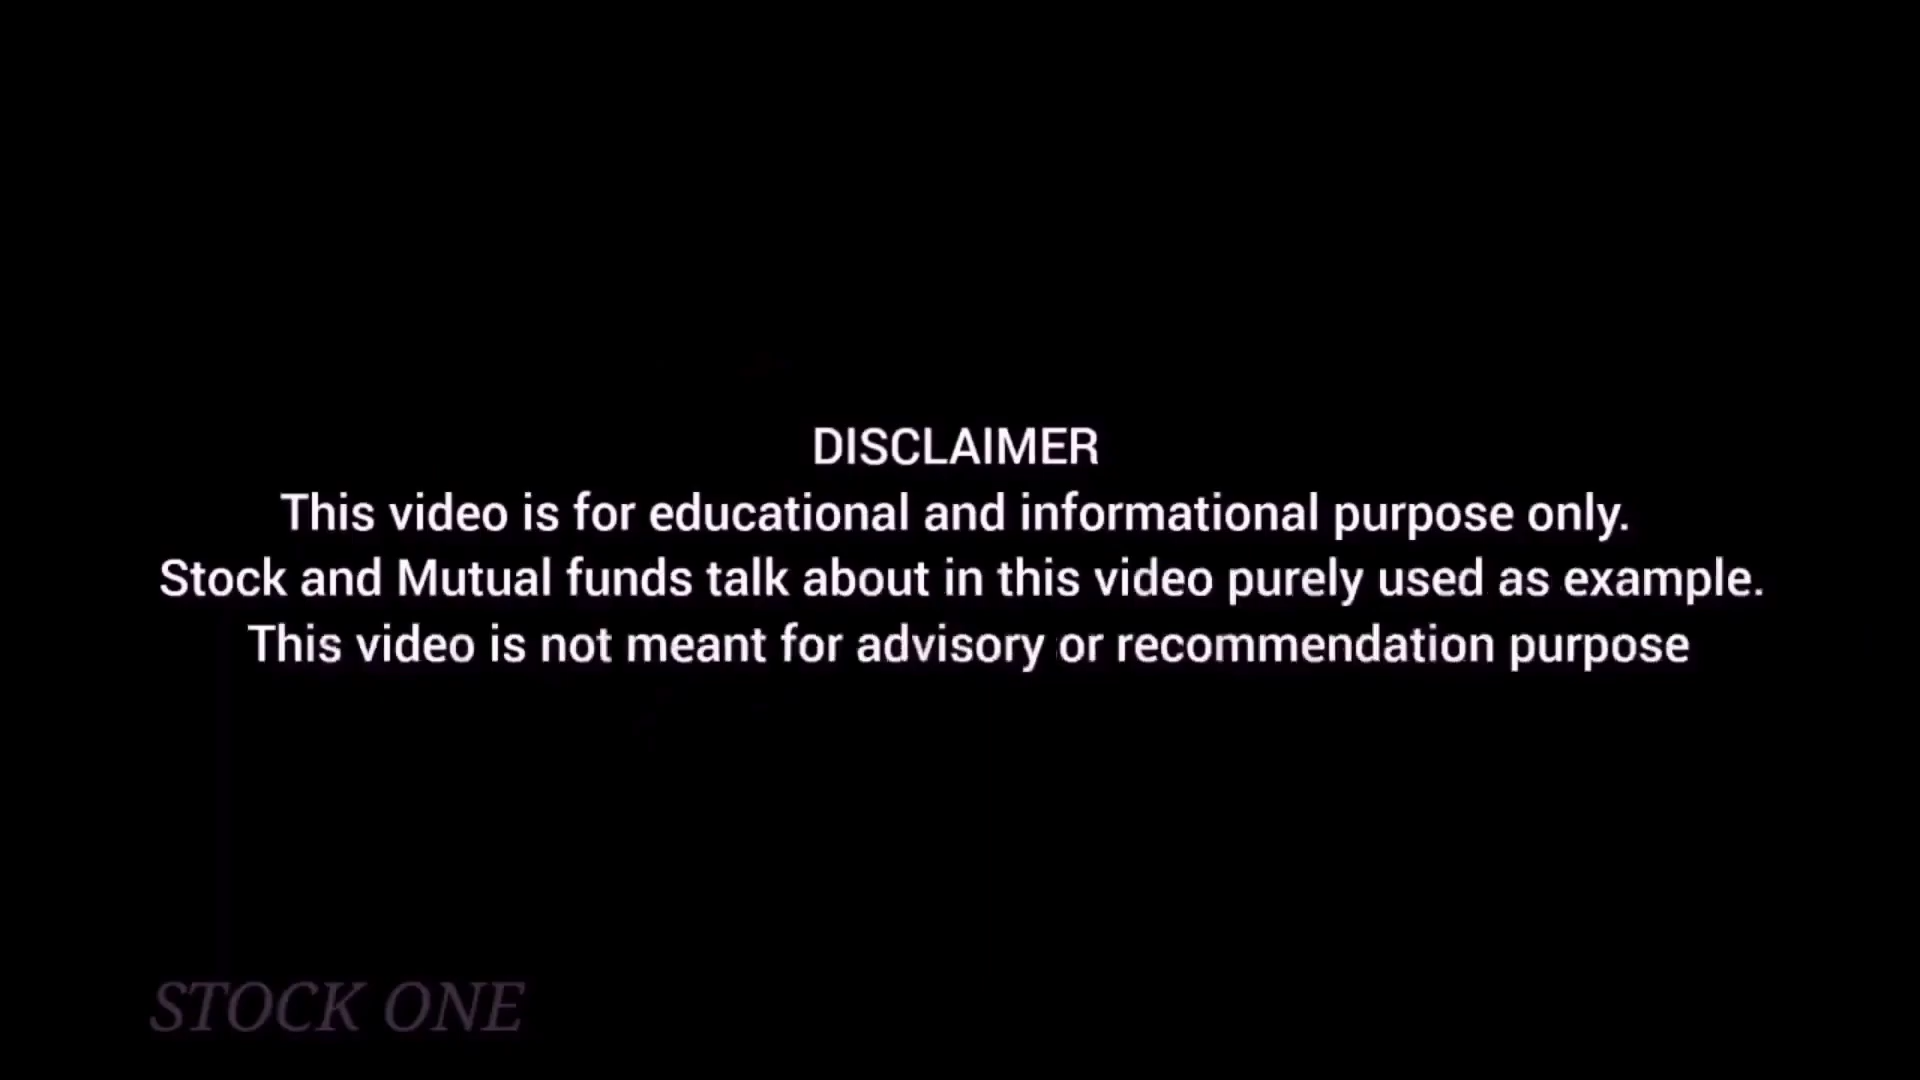 DISCLAIMER
This video is for educational and informational purpose only.
Stock and Mutual funds talk about in this video purely used as example.
This video is not meant for advisory or recommendation purpose
STOCK ONE